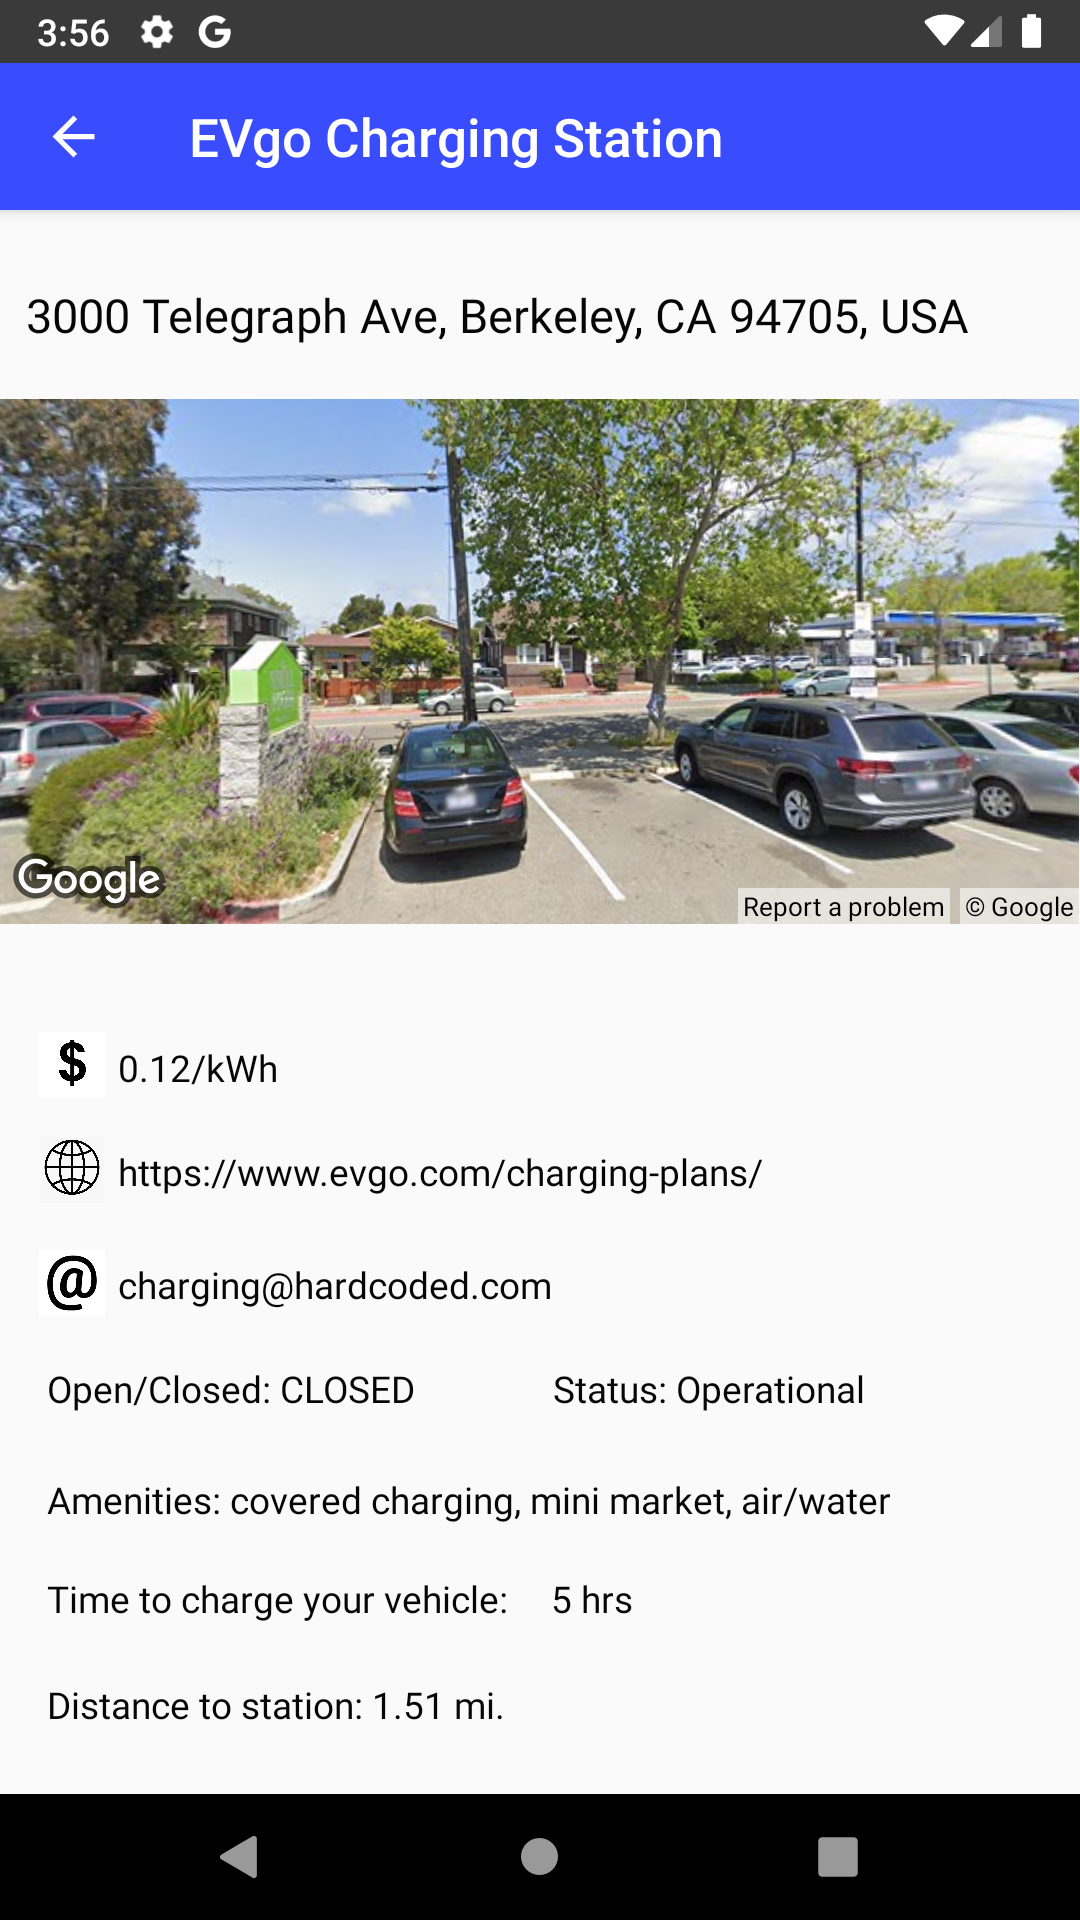 3:56
EVgo Charging Station
3000 Telegraph Ave, Berkeley, CA 94705, USA
Google
Report a problem © Google
$ 0.12/kWh
https://www.evgo.com/charging-plans/
@ charging@hardcoded.com
Open/Closed: CLOSED Status: Operational
Amenities: covered charging, mini market, air/water
Time to charge your vehicle: 5 hrs
Distance to station: 1.51 mi.